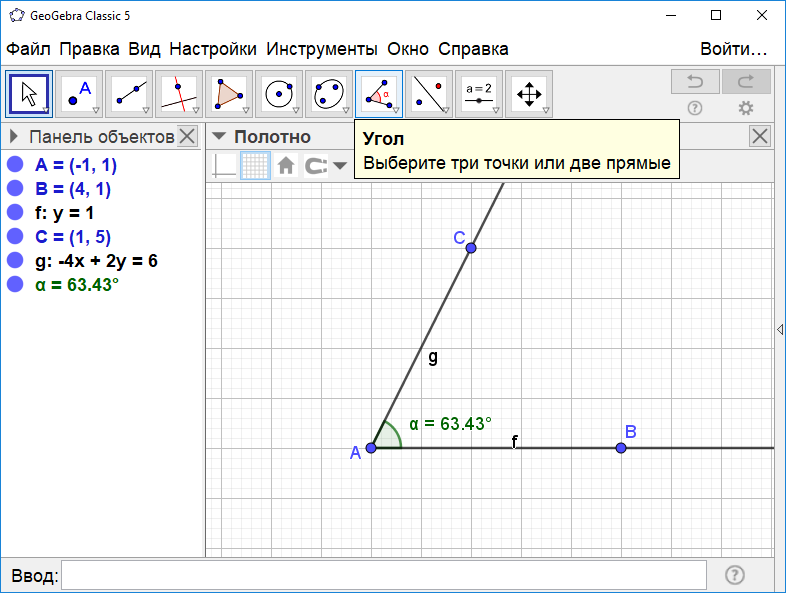 GeoGebra Classic 5
Файл Правка Вид Настройки Инструменты Окно Справка Войти…
A
α
a = 2
Панель объектов
Полотно
Угол
Выберите три точки или две прямые
A = (-1, 1)
B = (4, 1)
f: y = 1
C = (1, 5)
g: -4x + 2y = 6
α = 63.43°
C
g
α = 63.43°
f
B
A
Ввод: